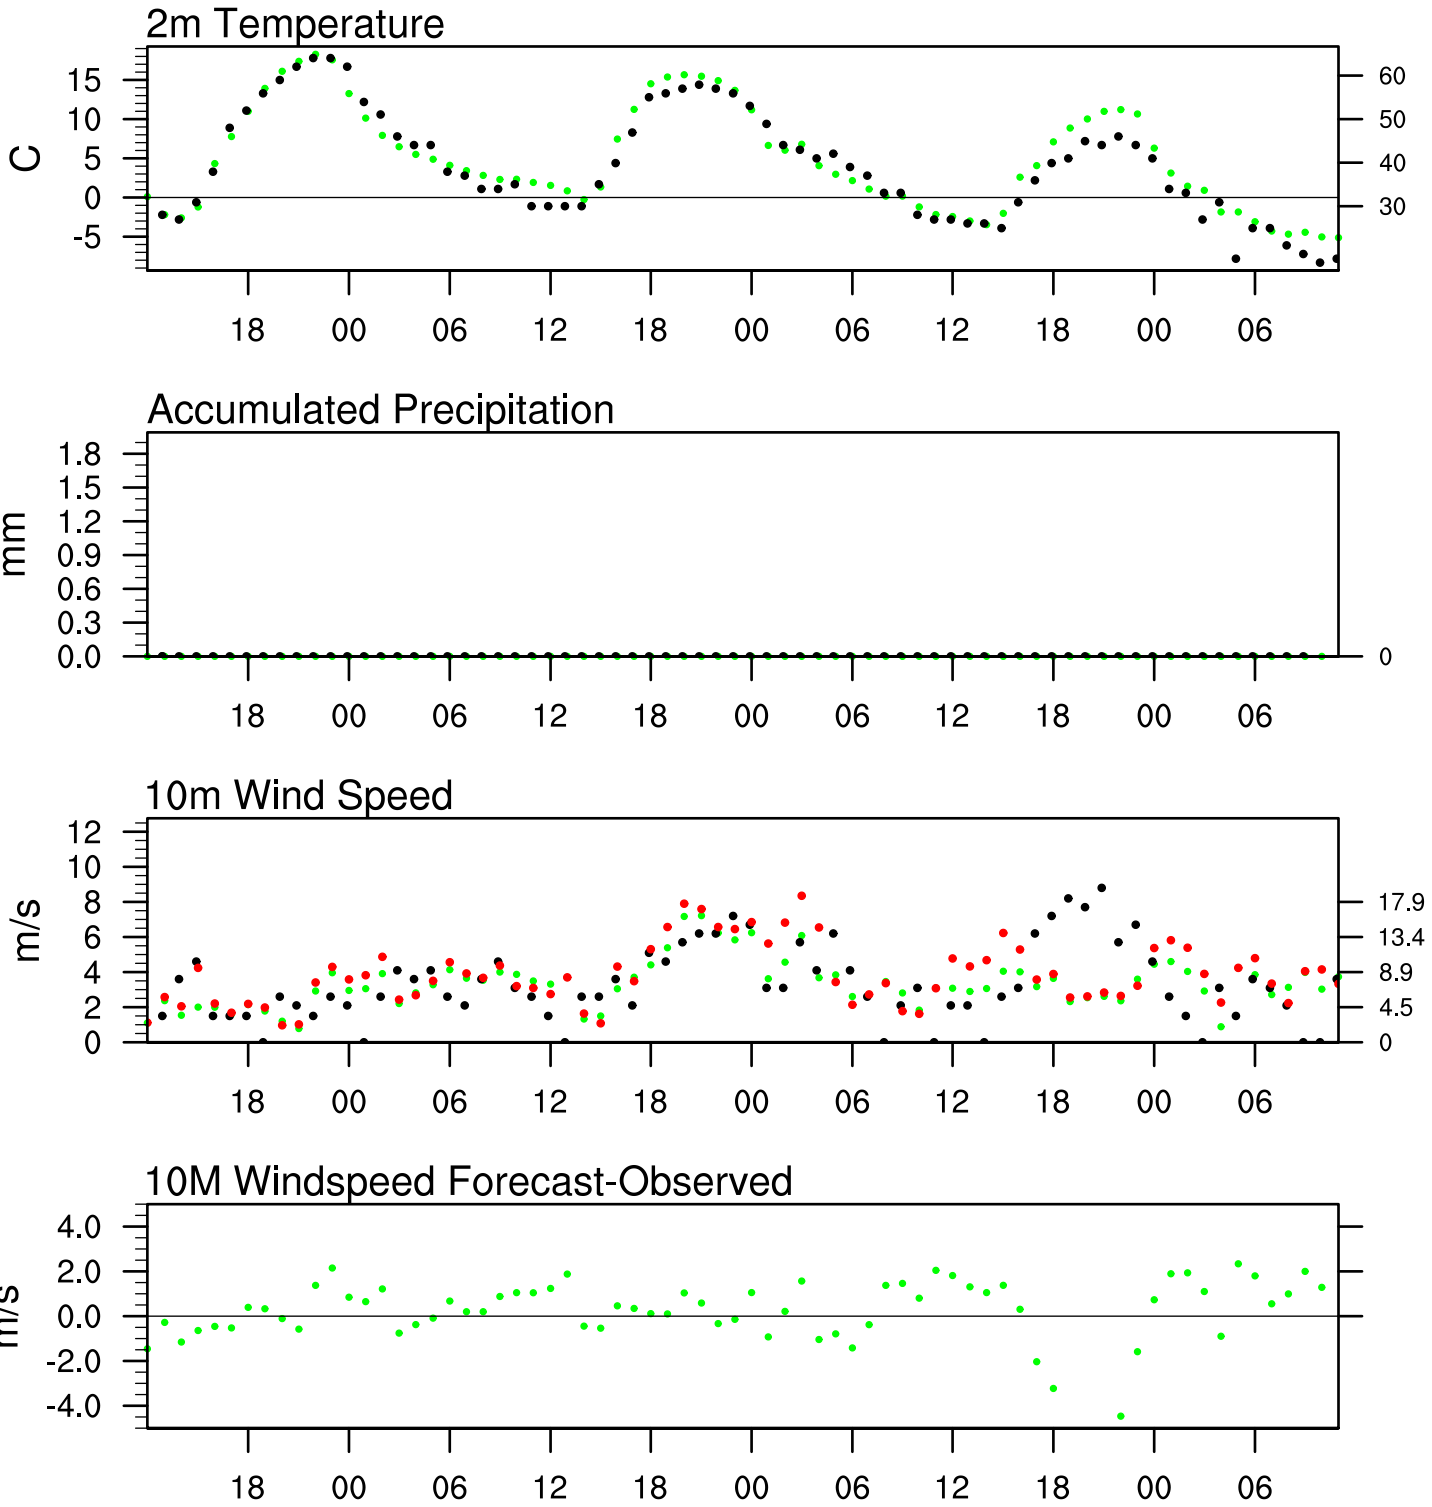 2m Temperature
C
15
10
5
0
-5
60
50
40
30
18 00 06 12 18 00 06 12 18 00 06
Accumulated Precipitation
mm
1.8
1.5
1.2
0.9
0.6
0.3
0.0
0
18 00 06 12 18 00 06 12 18 00 06
10m Wind Speed
m/s
12
10
8
6
4
2
0
17.9
13.4
8.9
4.5
0
18 00 06 12 18 00 06 12 18 00 06
10M Windspeed Forecast-Observed
m/s
4.0
2.0
0.0
-2.0
-4.0
18 00 06 12 18 00 06 12 18 00 06